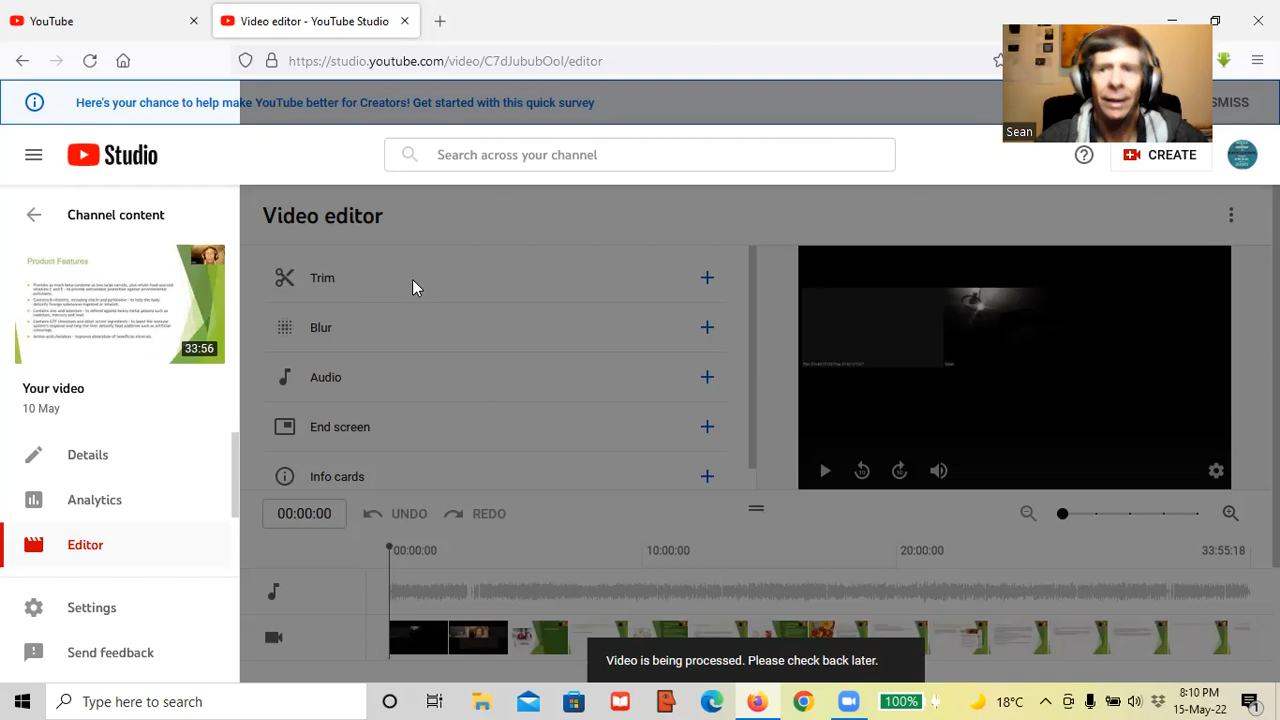 YouTube
Video editor - YouTube Studio
https://studio.youtube.com/video/C7dJububOoI/editor
Here's your chance to help make YouTube better for Creators! Get started with this quick survey
MISS
Sean
Studio
Search across your channel
CREATE
Channel content
Video editor
Product Features
33:56
Your video
10 May
Trim
Blur
Audio
End screen
Info cards
Details
Analytics
Editor
Settings
Send feedback
00:00:00
UNDO
REDO
00:00:00
10:00:00
20:00:00
33:55:18
Video is being processed. Please check back later.
Type here to search
100%
18°C
8:10 PM
15-May-22